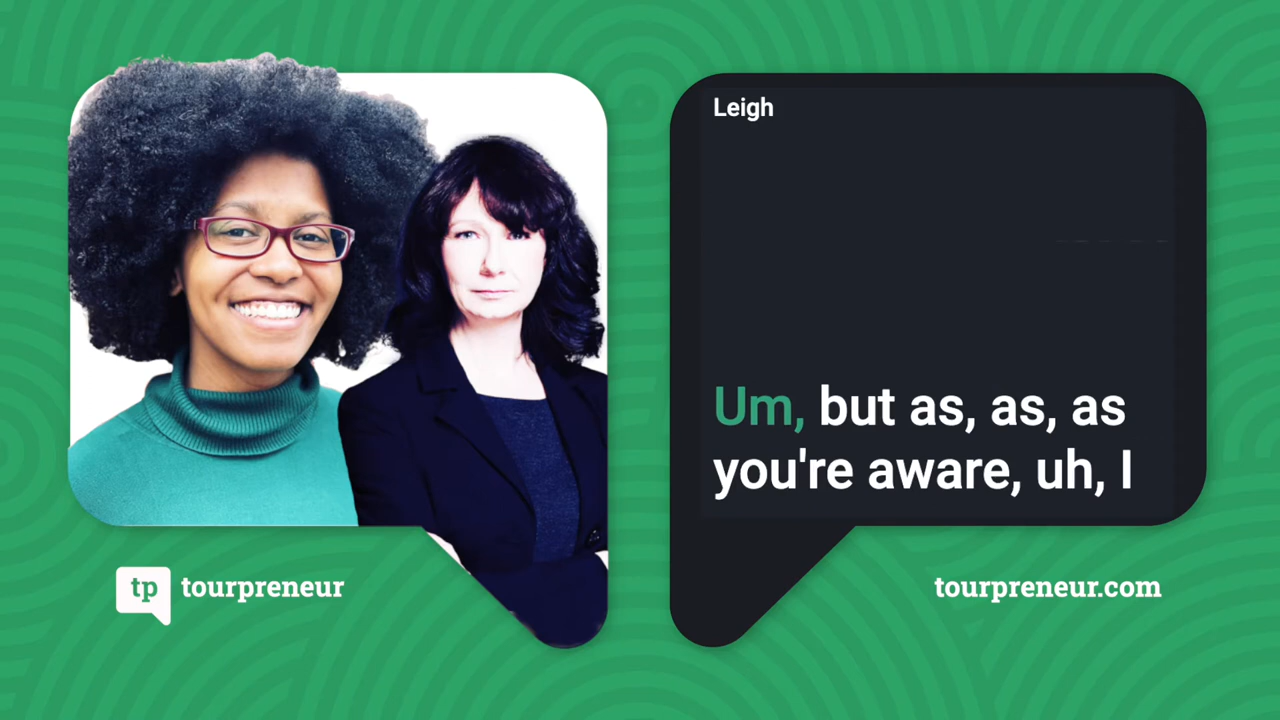 Leigh
Um, but as, as, as
you're aware, uh, I
tp tourpreneur
tourpreneur.com